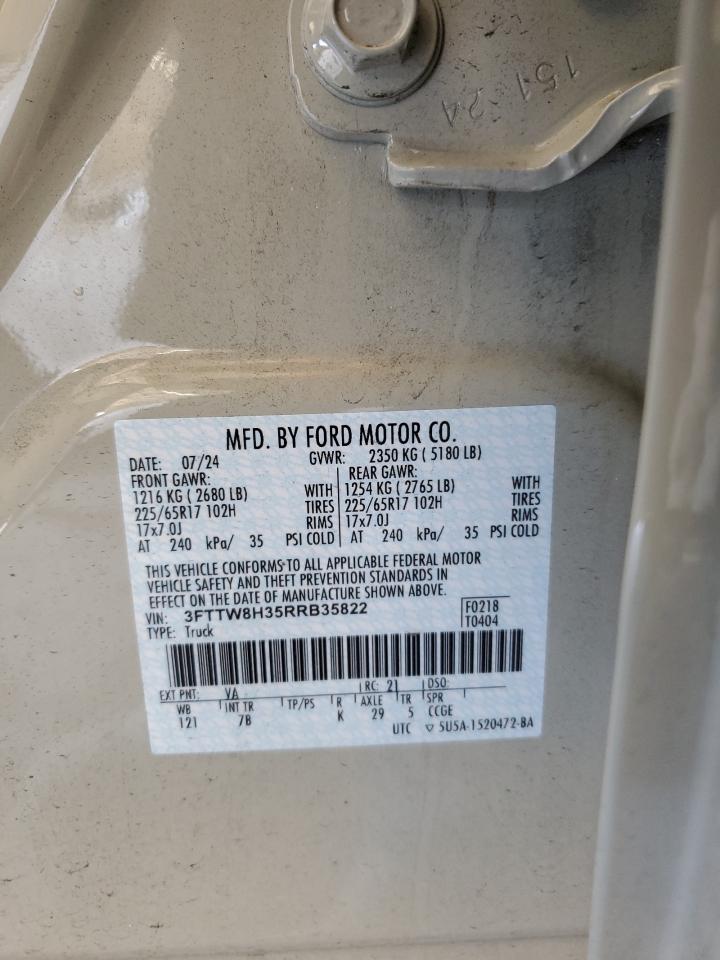 151 24
MFD. BY FORD MOTOR CO.
DATE: 07/24 GVWR: 2350 KG ( 5180 LB)
FRONT GAWR: REAR GAWR:
1216 KG ( 2680 LB) WITH 1254 KG ( 2765 LB) WITH
225/65R17 102H TIRES 225/65R17 102H TIRES
17x7.0J RIMS 17x7.0J RIMS
AT 240 kPa/ 35 PSI COLD AT 240 kPa/ 35 PSI COLD
THIS VEHICLE CONFORMS TO ALL APPLICABLE FEDERAL MOTOR
VEHICLE SAFETY AND THEFT PREVENTION STANDARDS IN
EFFECT ON THE DATE OF MANUFACTURE SHOWN ABOVE.
VIN: 3FTTW8H35RRB35822 F0218
TYPE: Truck T0404
EXT PNT: YA RC: 21 DSO:
WB INT TR TP/PS R AXLE TR SPR
121 7B K 29 5 CCGE
UTC ▽ 5U5A-1520472-BA